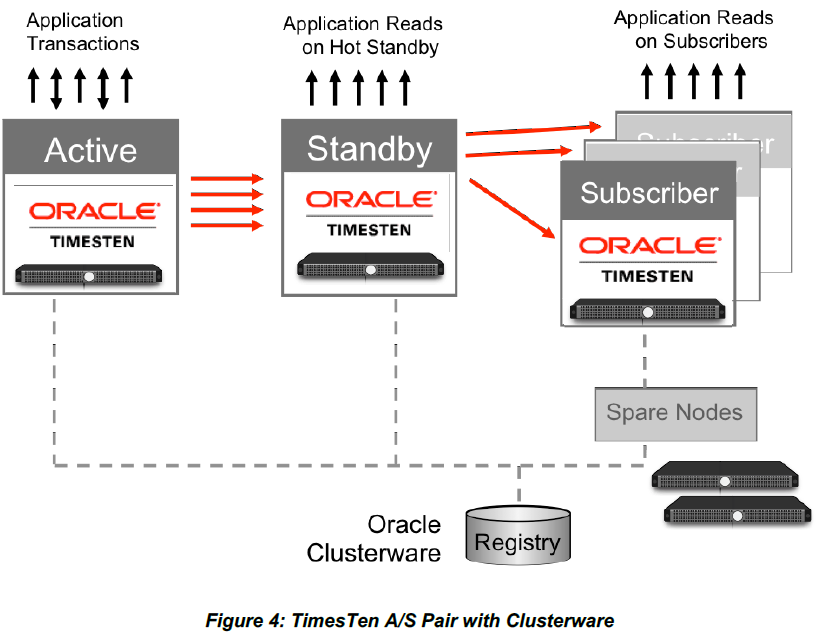 Application
Transactions
Application Reads
on Hot Standby
Application Reads
on Subscribers
Active
ORACLE®
TIMESTEN
Standby
ORACLE®
TIMESTEN
Subscriber
Subscriber
ORACLE®
TIMESTEN
Spare Nodes
Oracle
Clusterware
Registry
Figure 4: TimesTen A/S Pair with Clusterware